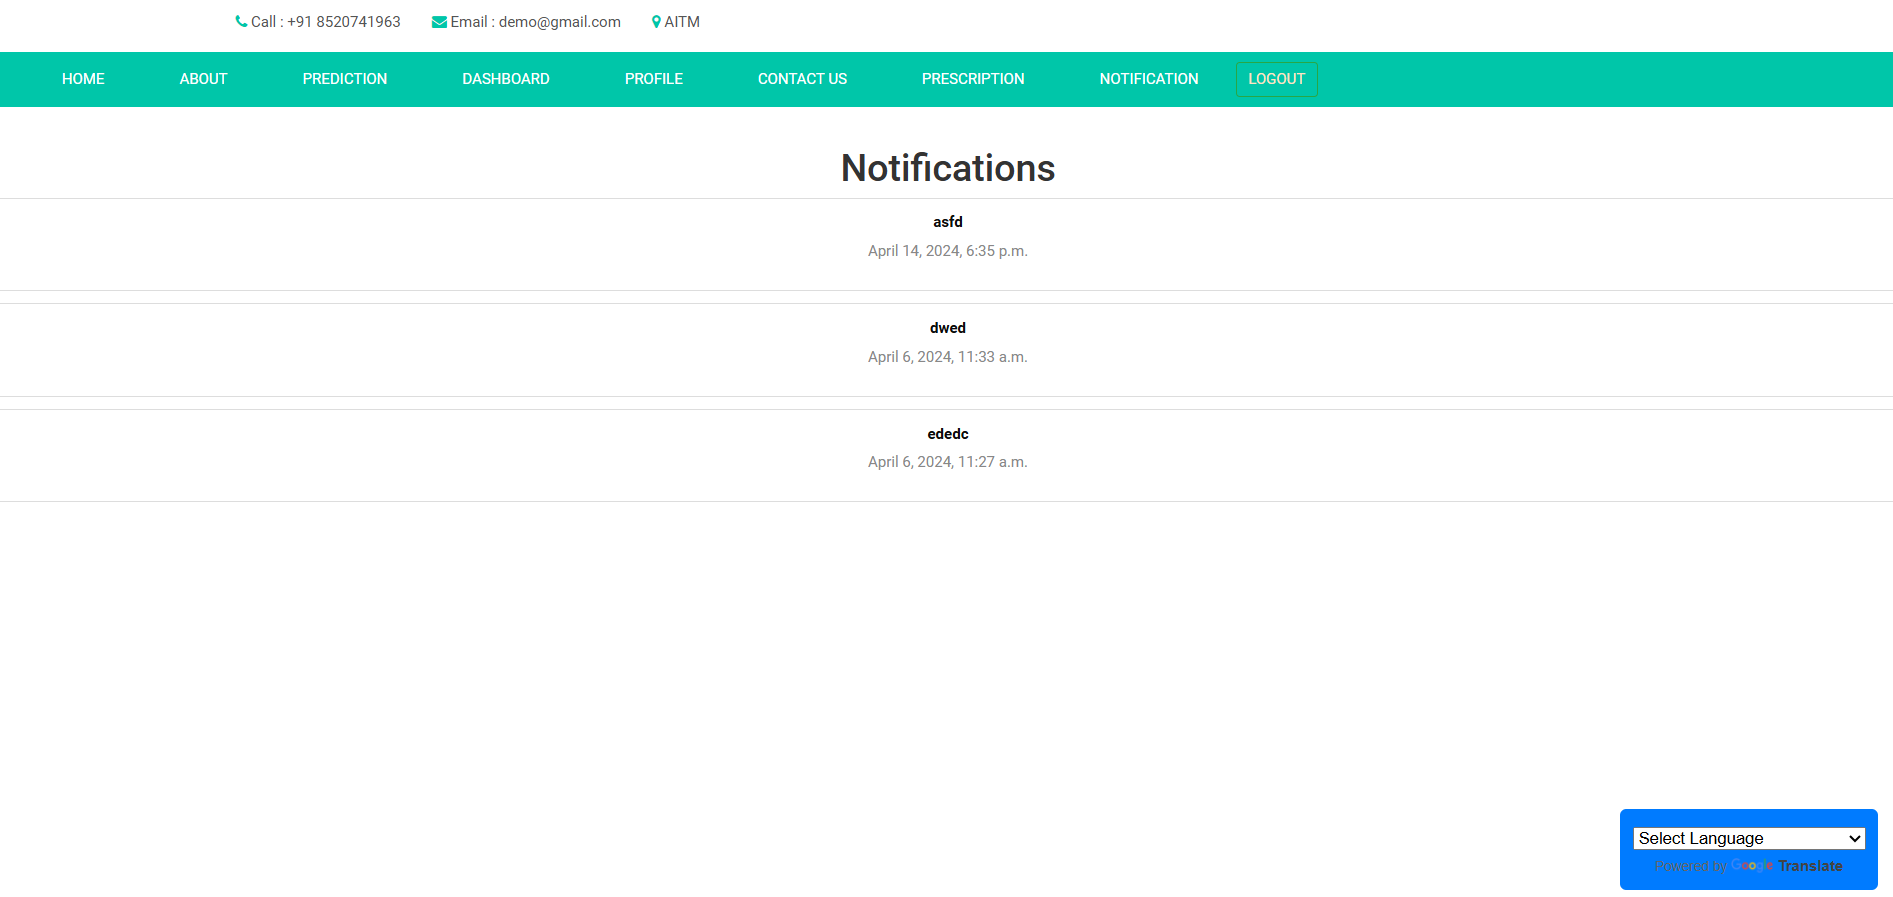 Call : +91 8520741963 Email : demo@gmail.com AITM
HOME ABOUT PREDICTION DASHBOARD PROFILE CONTACT US PRESCRIPTION NOTIFICATION LOGOUT
Notifications
asfd
April 14, 2024, 6:35 p.m.
dwed
April 6, 2024, 11:33 a.m.
ededc
April 6, 2024, 11:27 a.m.
Select Language
Powered by Google Translate